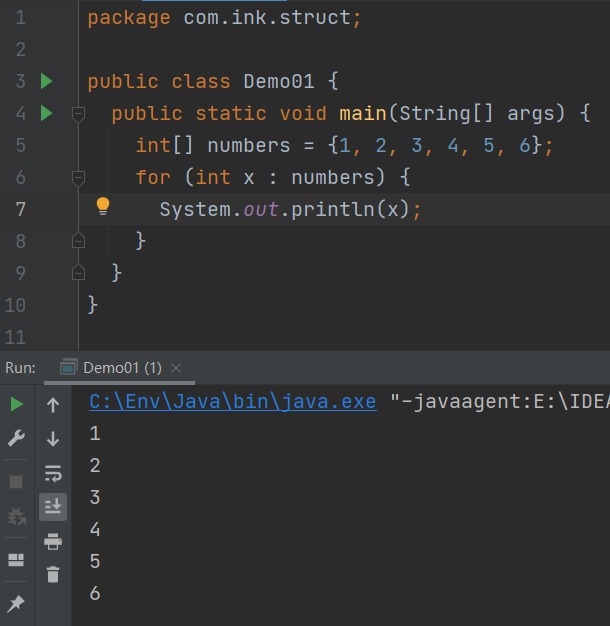 1 package com.ink.struct;
2
3 public class Demo01 {
4 public static void main(String[] args) {
5 int[] numbers = {1, 2, 3, 4, 5, 6};
6 for (int x : numbers) {
7 System.out.println(x);
8 }
9 }
10 }
11
Run: Demo01 (1) ×
C:\Env\Java\bin\java.exe "-javaagent:E:\IDEA
1
2
3
4
5
6